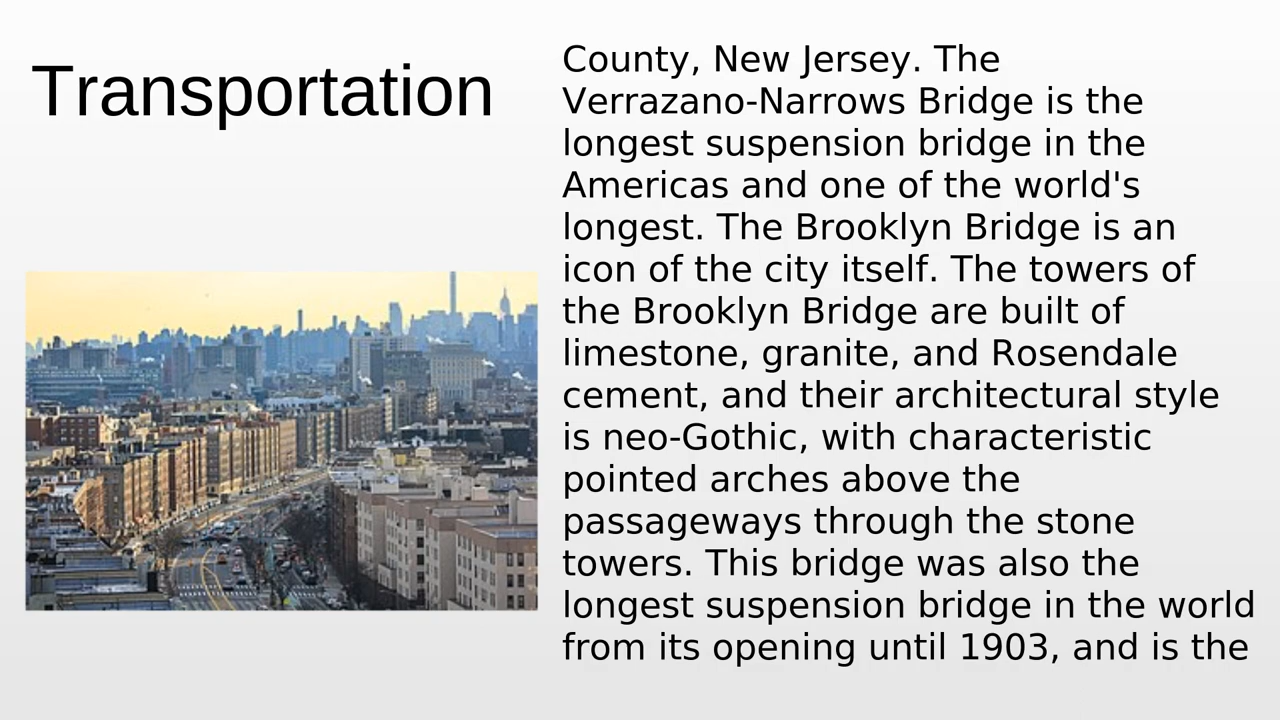 Transportation
County, New Jersey. The
Verrazano-Narrows Bridge is the
longest suspension bridge in the
Americas and one of the world's
longest. The Brooklyn Bridge is an
icon of the city itself. The towers of
the Brooklyn Bridge are built of
limestone, granite, and Rosendale
cement, and their architectural style
is neo-Gothic, with characteristic
pointed arches above the
passageways through the stone
towers. This bridge was also the
longest suspension bridge in the world
from its opening until 1903, and is the